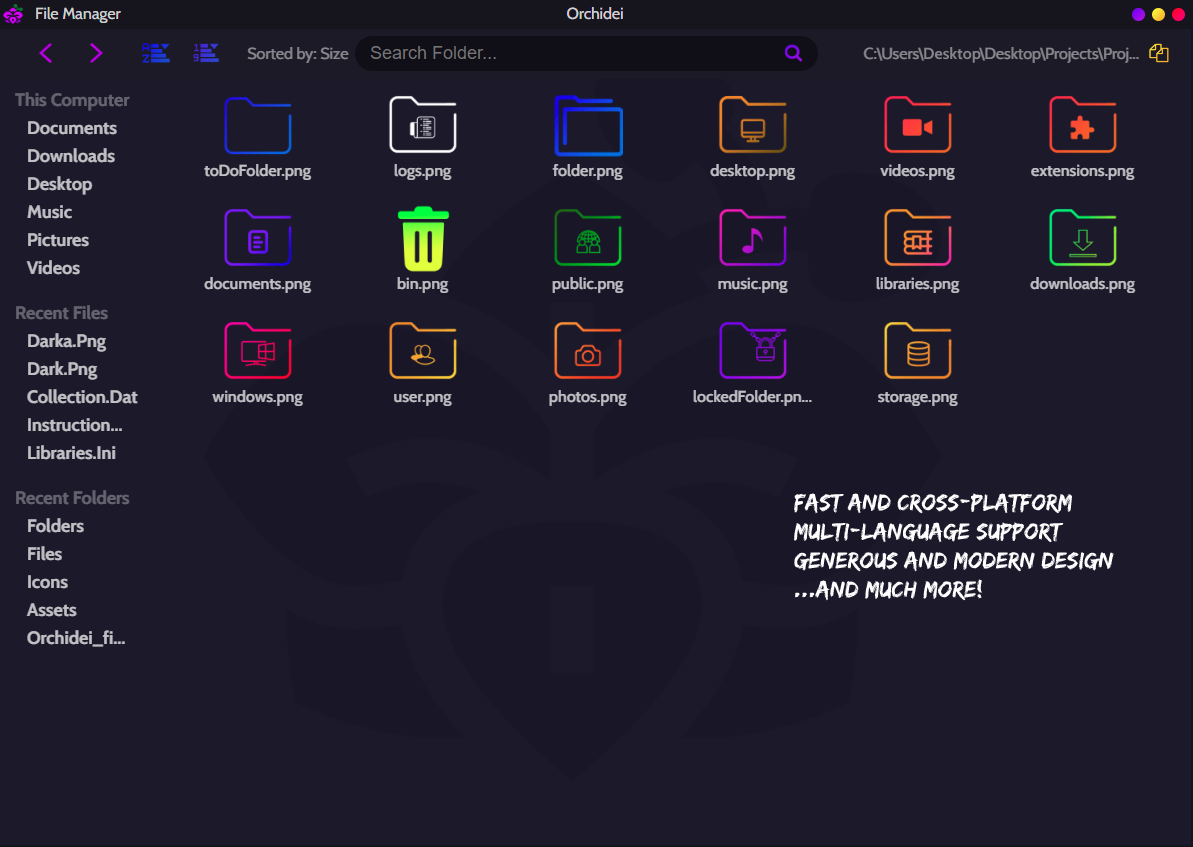 File Manager
Orchidei
Sorted by: Size
Search Folder...
C:\Users\Desktop\Desktop\Projects\Proj...
This Computer
Documents
Downloads
Desktop
Music
Pictures
Videos
Recent Files
Darka.Png
Dark.Png
Collection.Dat
Instruction...
Libraries.Ini
Recent Folders
Folders
Files
Icons
Assets
Orchidei_fi...
toDoFolder.png
logs.png
folder.png
desktop.png
videos.png
extensions.png
documents.png
bin.png
public.png
music.png
libraries.png
downloads.png
windows.png
user.png
photos.png
lockedFolder.pn...
storage.png
FAST AND CROSS-PLATFORM
MULTI-LANGUAGE SUPPORT
GENEROUS AND MODERN DESIGN
...AND MUCH MORE!